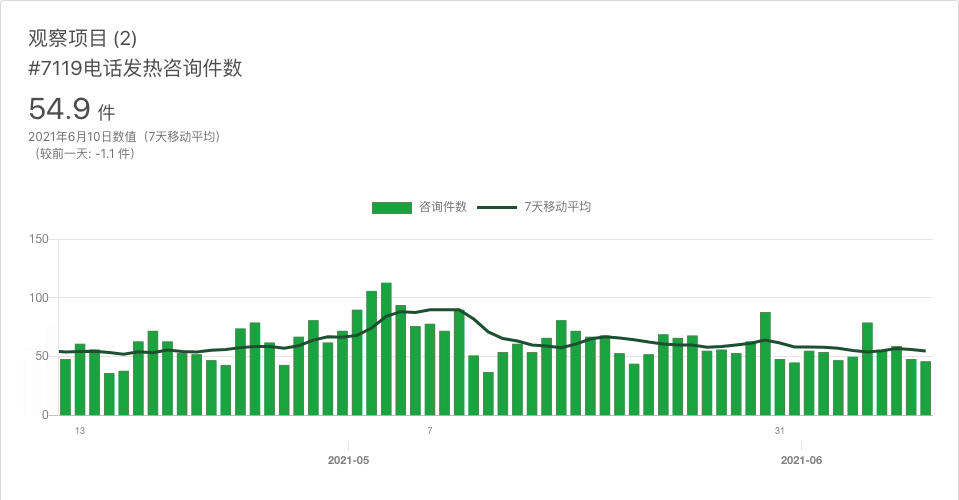 观察项目 (2)
#7119电话发热咨询件数
54.9 件
2021年6月10日数值（7天移动平均）
（较前一天: -1.1 件）
咨询件数 7天移动平均
150
100
50
0
13 7 31
2021-05 2021-06